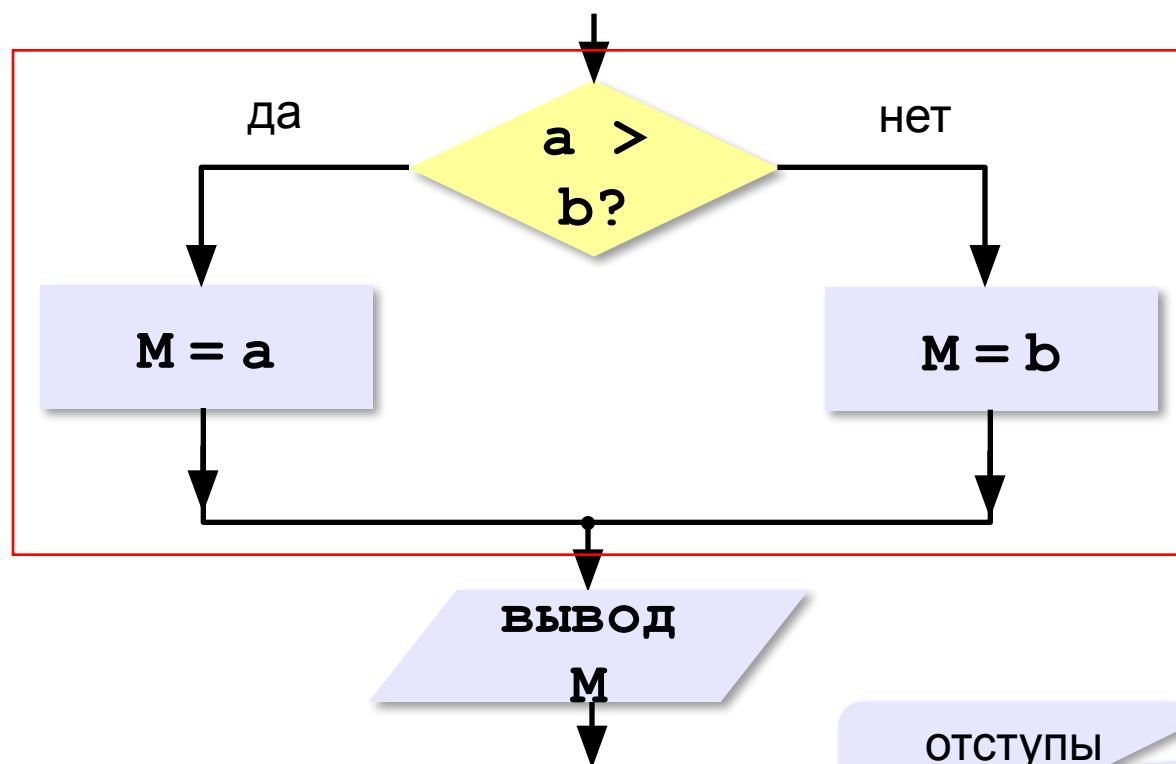 да
a >
b?
нет
M = a
M = b
вывод
M
отступы